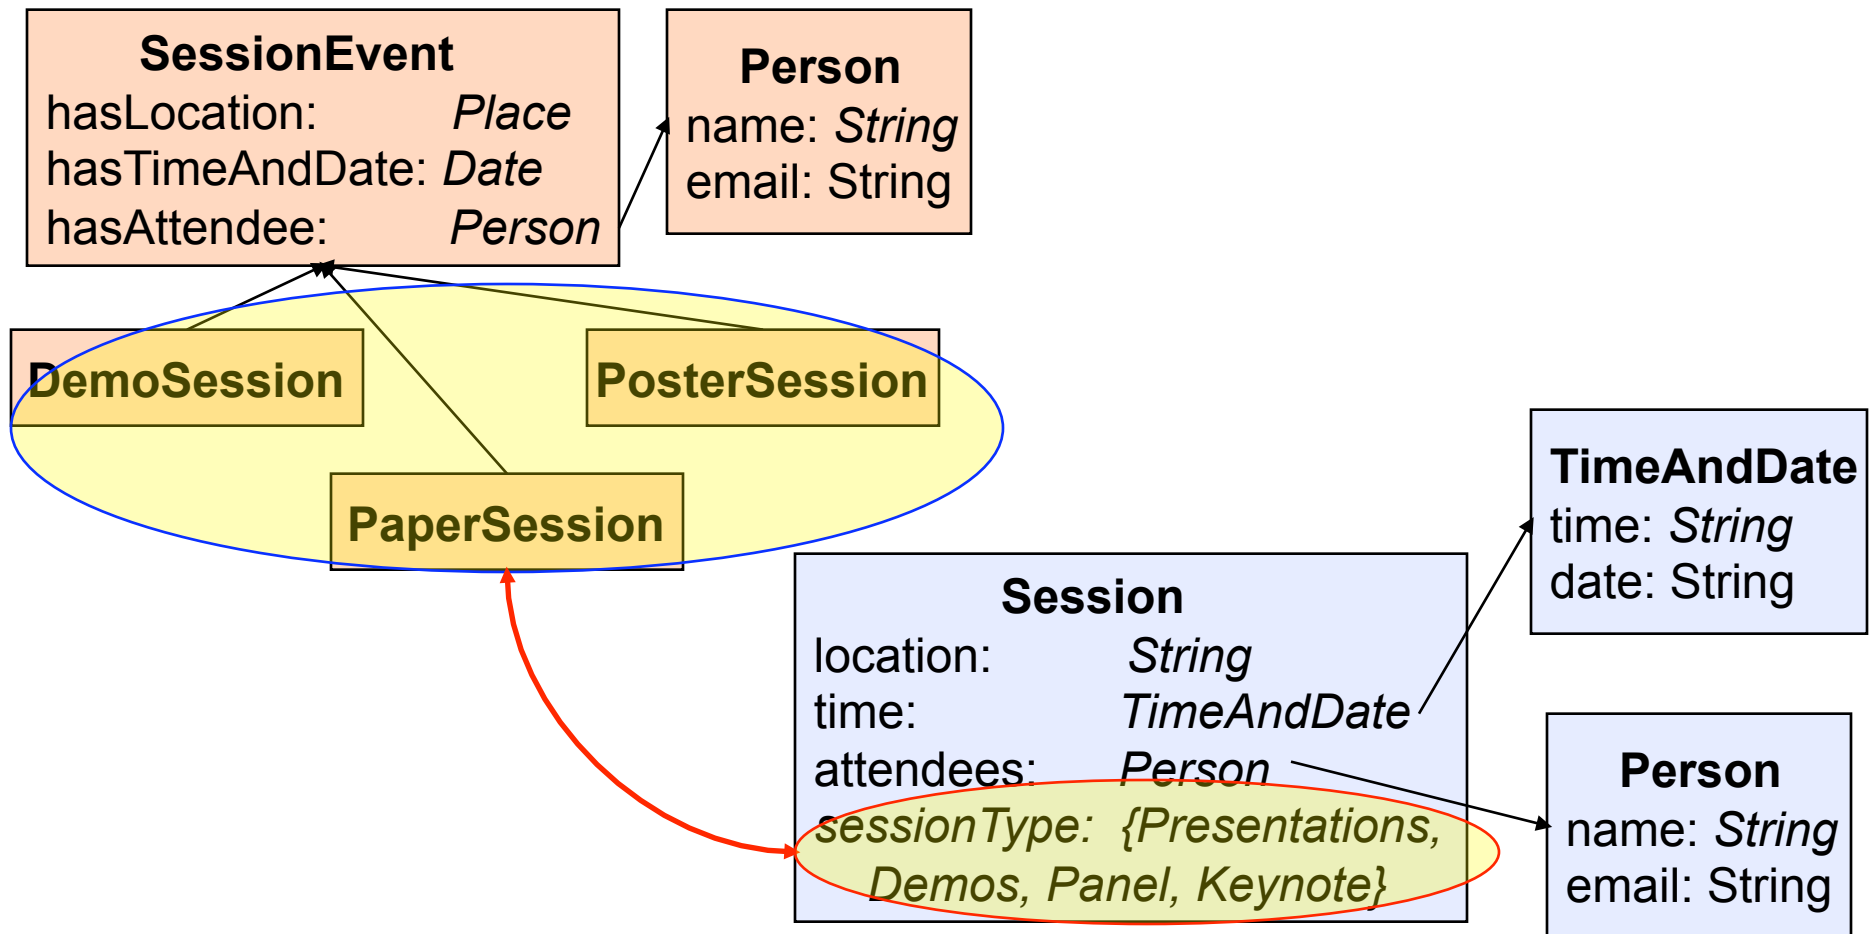 SessionEvent
hasLocation: Place
hasTimeAndDate: Date
hasAttendee: Person
Person
name: String
email: String
DemoSession
PosterSession
PaperSession
Session
location: String
time: TimeAndDate
attendees: Person
sessionType: {Presentations,
Demos, Panel, Keynote}
TimeAndDate
time: String
date: String
Person
name: String
email: String